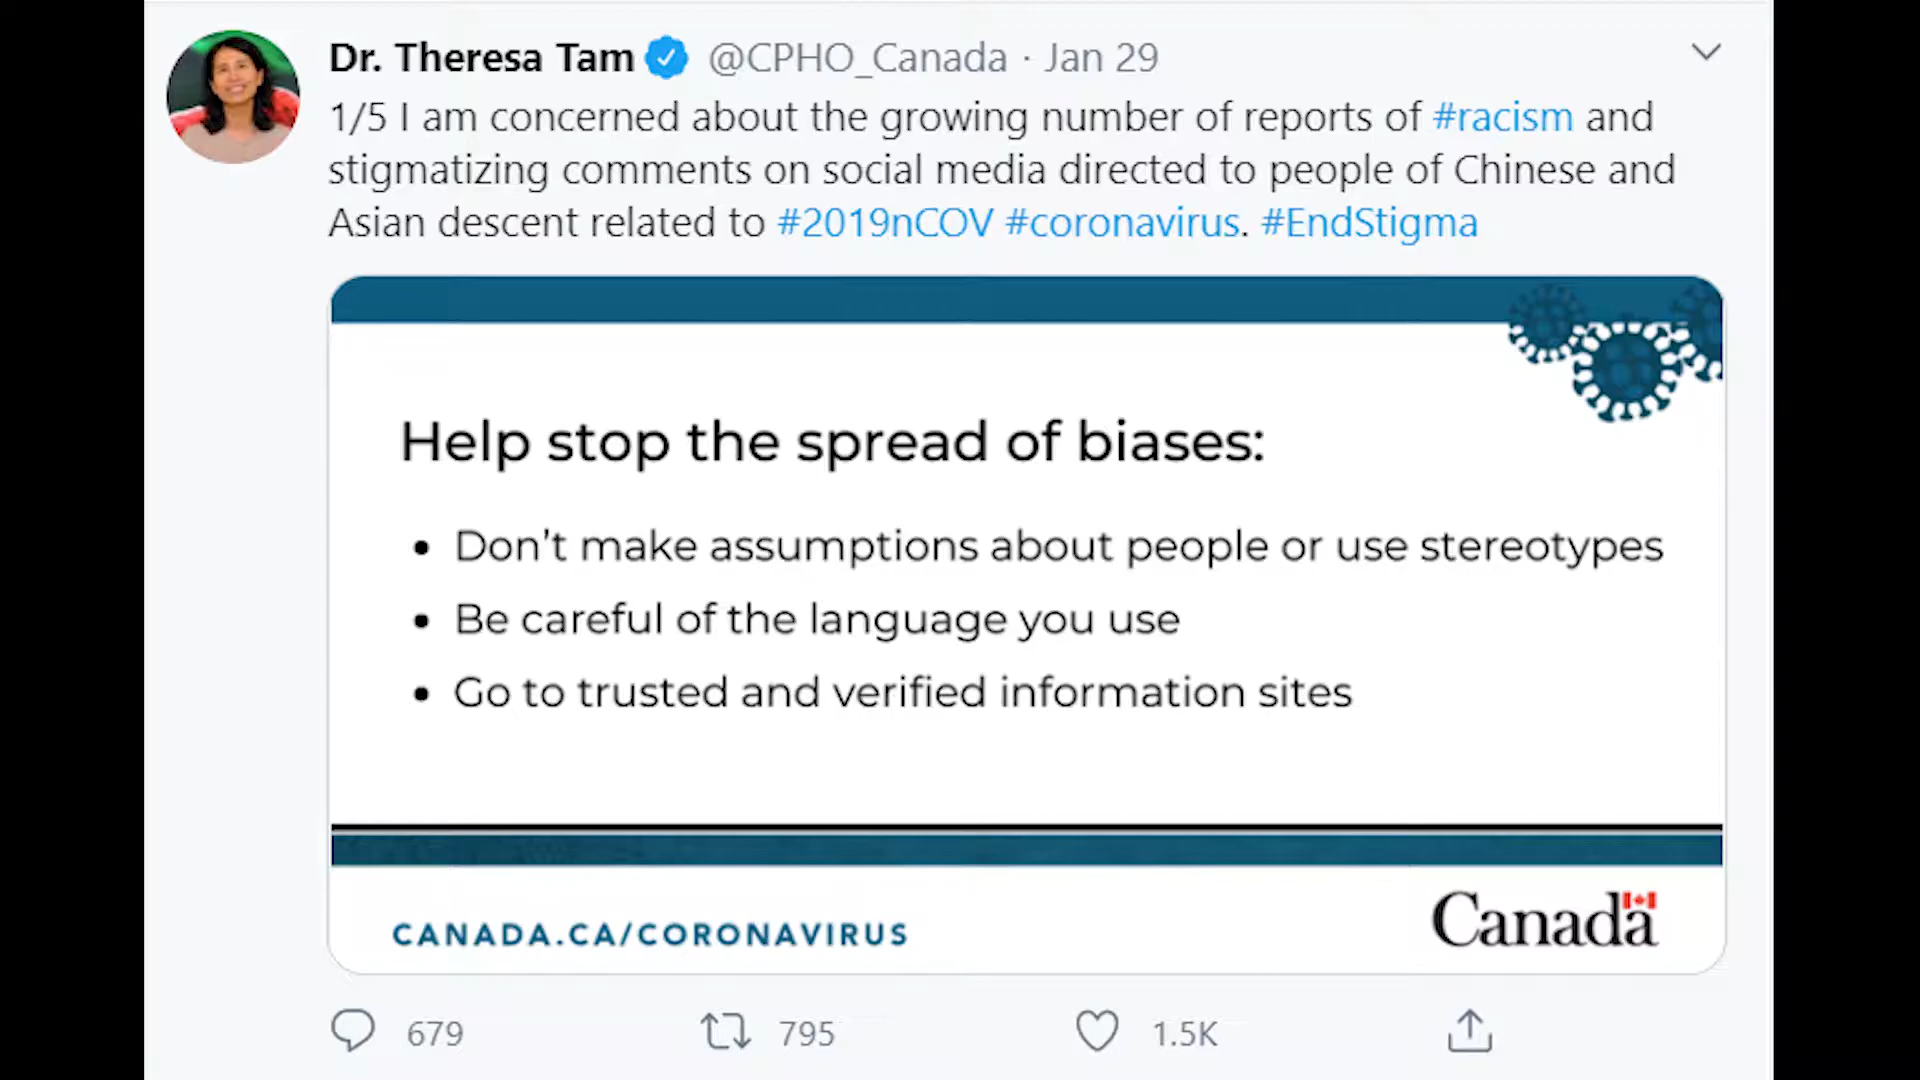 Dr. Theresa Tam @CPHO_Canada · Jan 29
1/5 I am concerned about the growing number of reports of #racism and
stigmatizing comments on social media directed to people of Chinese and
Asian descent related to #2019nCOV #coronavirus. #EndStigma
Help stop the spread of biases:
• Don't make assumptions about people or use stereotypes
• Be careful of the language you use
• Go to trusted and verified information sites
CANADA.CA/CORONAVIRUS
Canada
679 795 1.5K